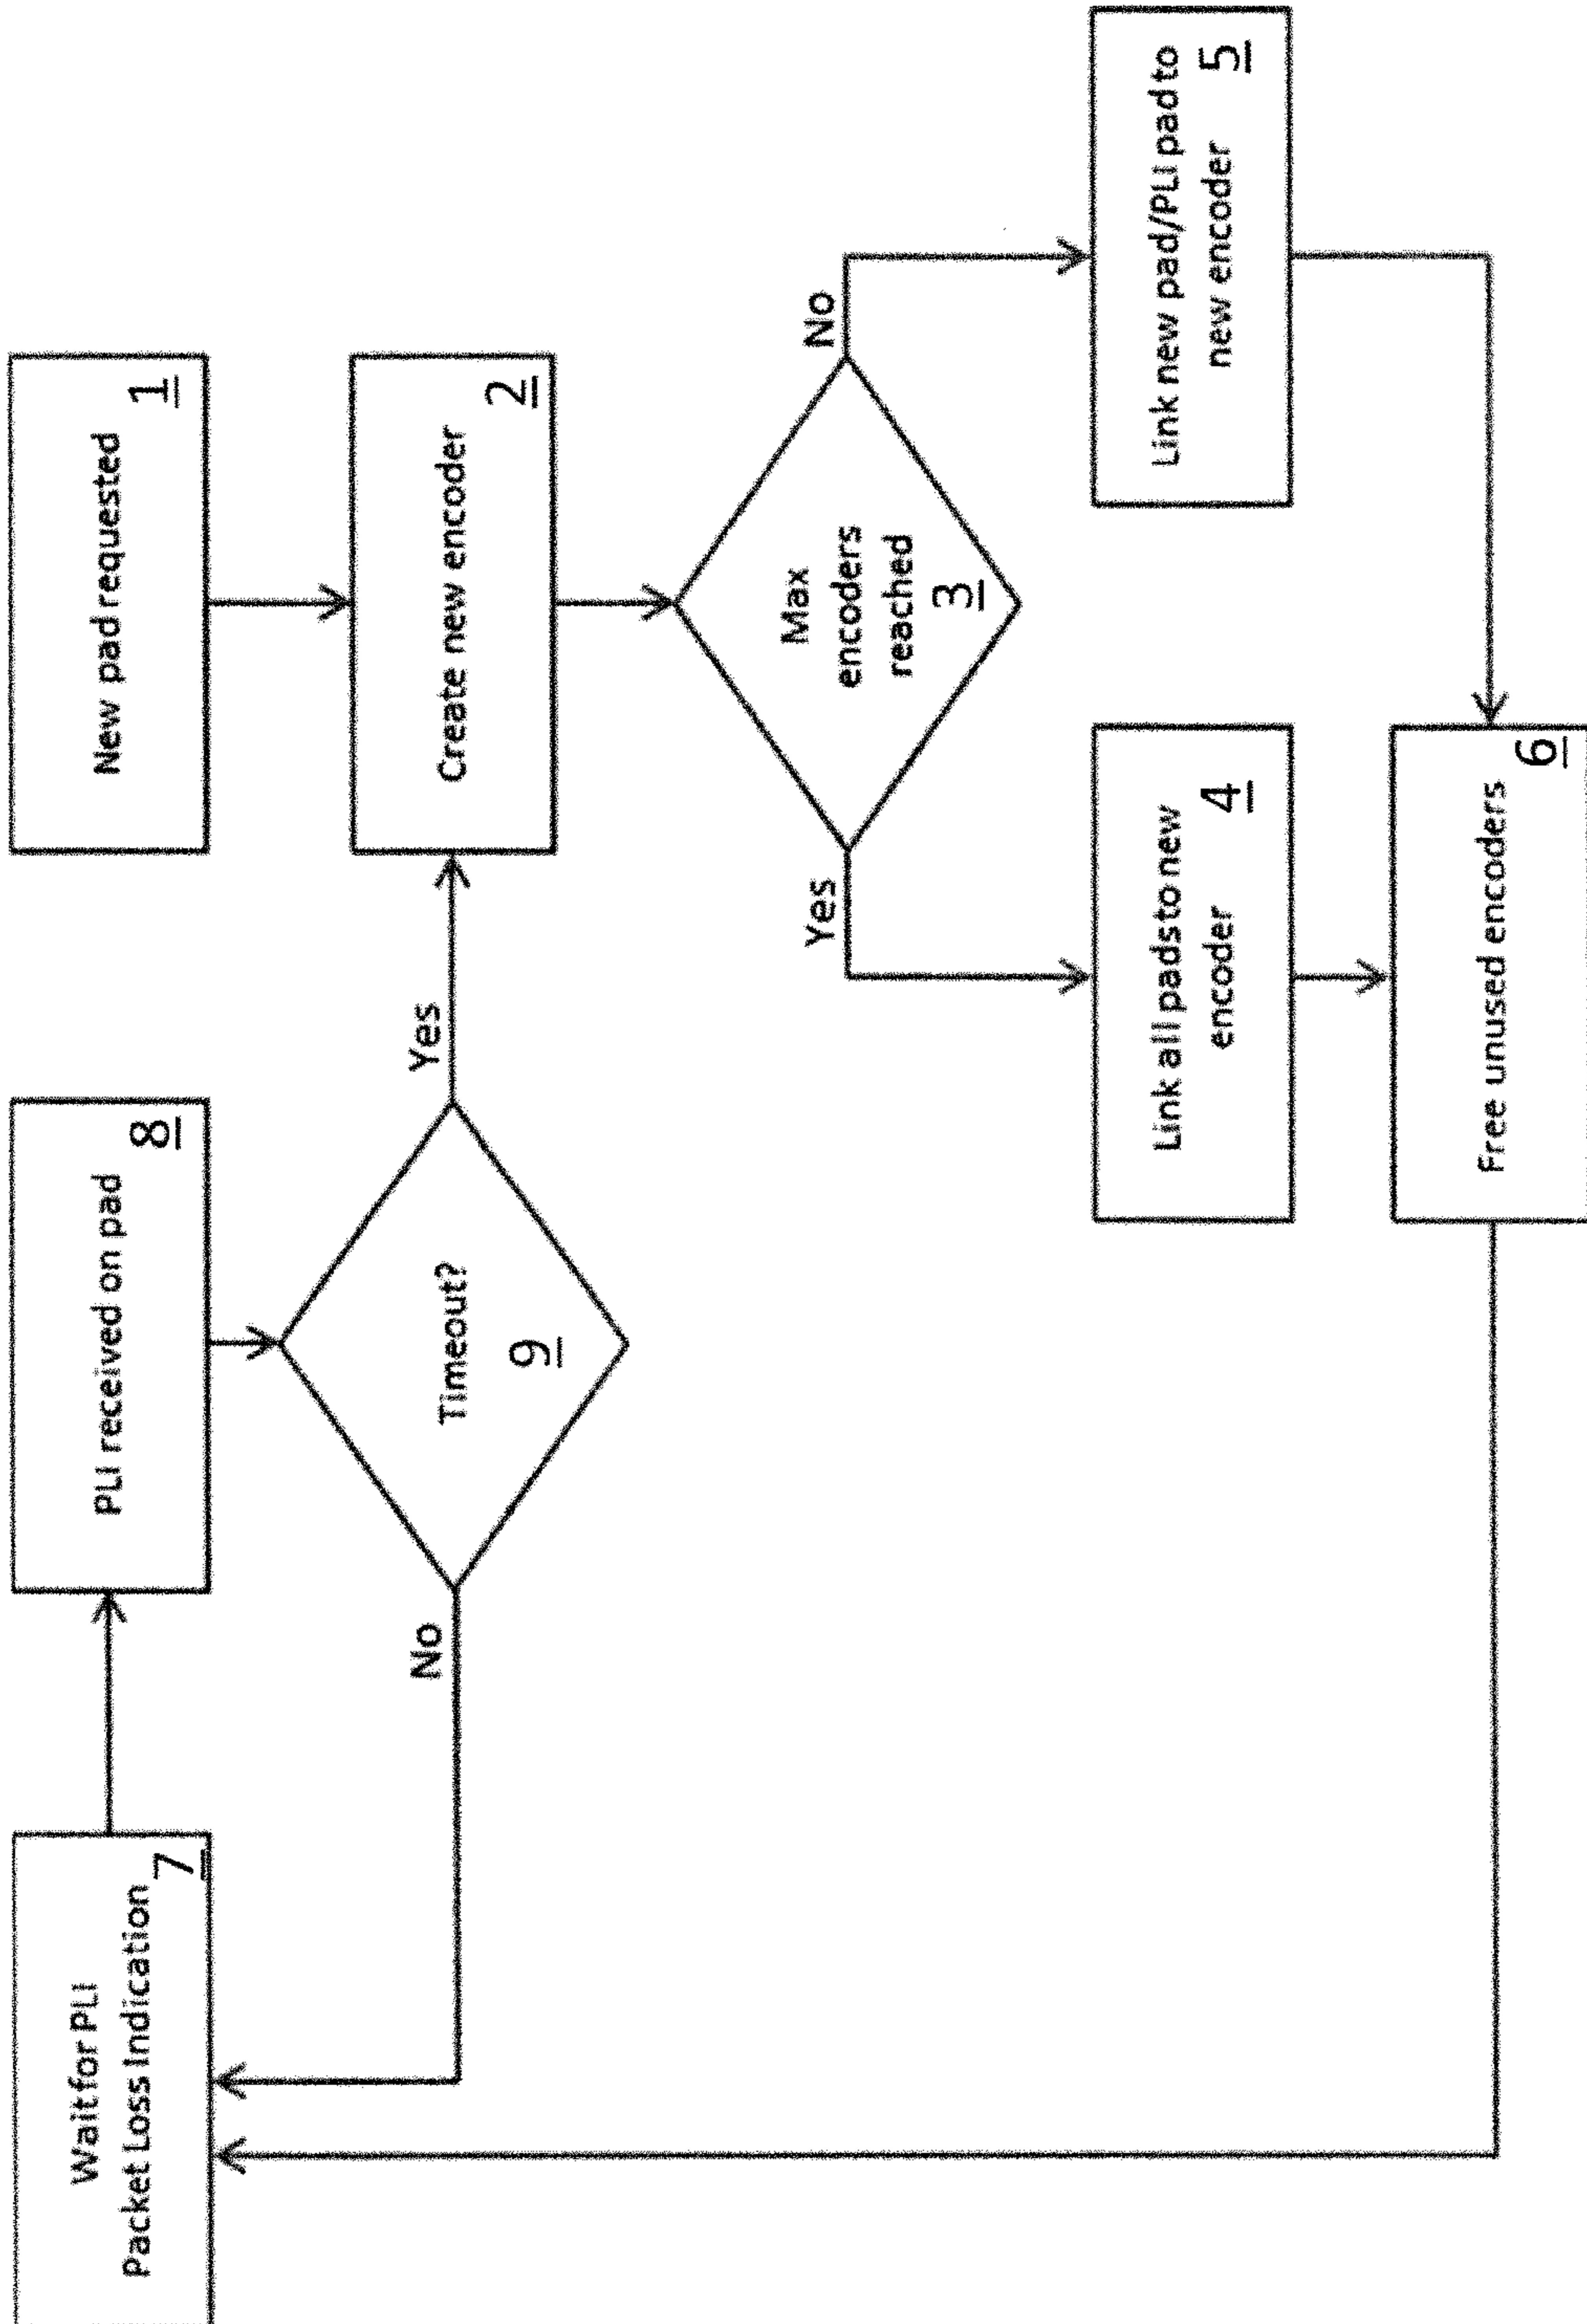 Wait for PLI
Packet Loss Indication
7
PLI received on pad
8
New pad requested
1
No
Timeout?
9
Yes
Create new encoder
2
Yes
Max
encoders
reached
3
No
Link all pads to new
encoder
4
Link new pad/PLI pad to
new encoder
5
Free unused encoders
6